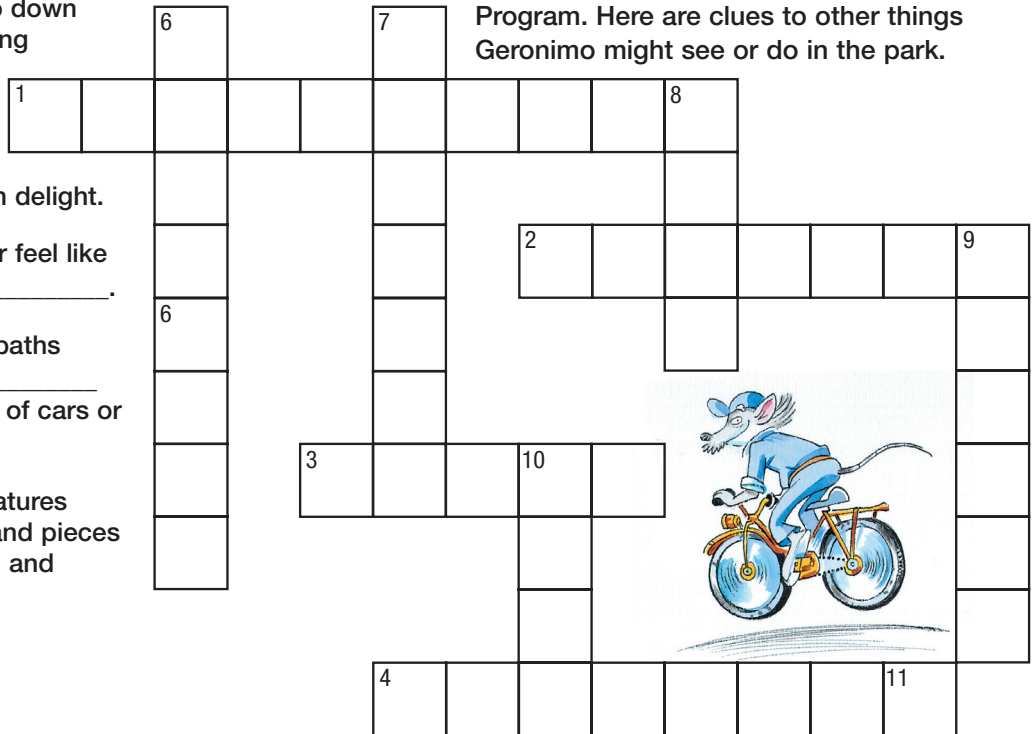 down
ng
Program. Here are clues to other things
Geronimo might see or do in the park.
6
7
1
8
delight.
feel like
2
9
_________.
6
paths
_________
of cars or
3
10
atures
and pieces
and
4
11